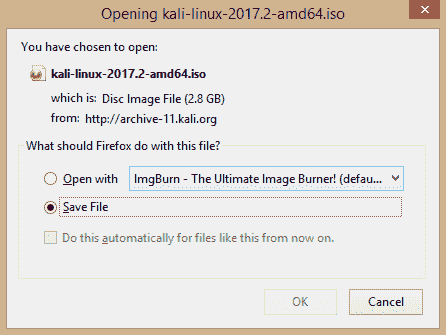 Opening kali-linux-2017.2-amd64.iso
You have chosen to open:
kali-linux-2017.2-amd64.iso
which is: Disc Image File (2.8 GB)
from: http://archive-11.kali.org
What should Firefox do with this file?
Open with ImgBurn - The Ultimate Image Burner! (defau...
Save File
Do this automatically for files like this from now on.
OK Cancel